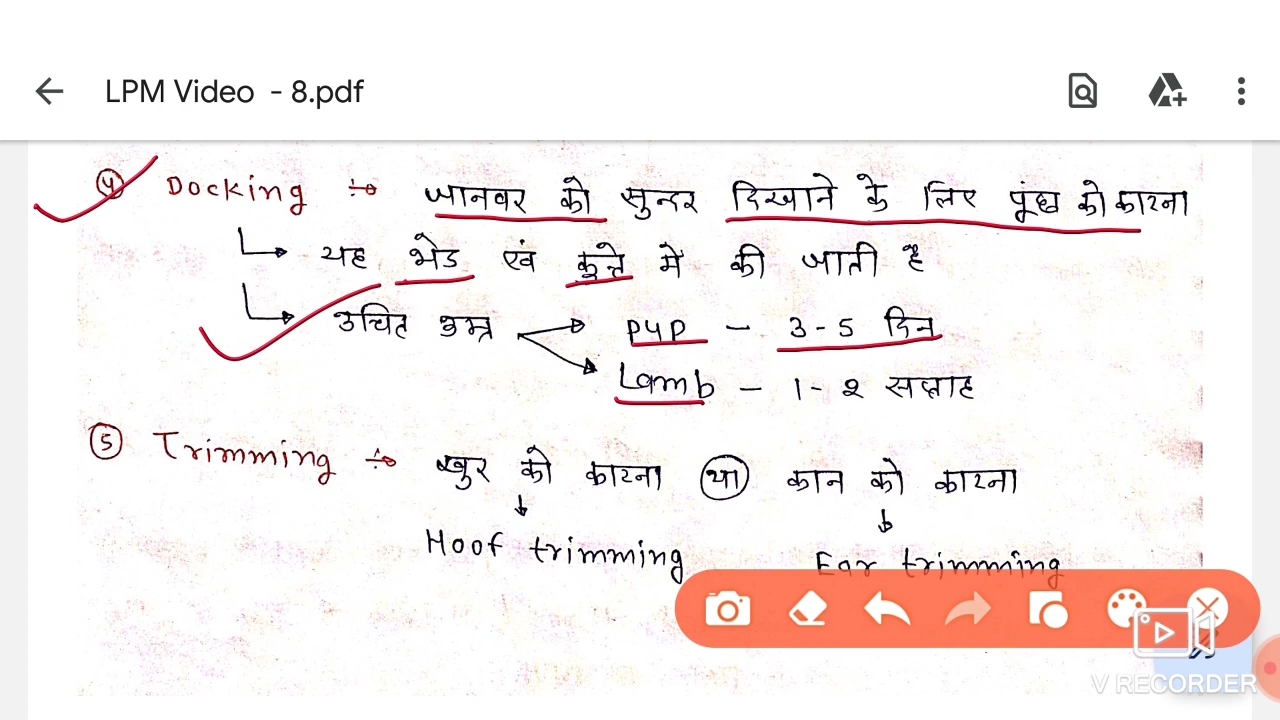 LPM Video - 8.pdf
④ Docking ÷→ जानवर को सुन्दर दिखाने के लिए पूंछ को काटना
↳ यह भेड एवं कुत्ते में की जाती है
↳ उचित उम्र → pup - 3-5 दिन
→ Lamb - 1-2 सप्ताह
⑤ Trimming ÷→ खुर को काटना या कान को काटना
↓ ↓
Hoof trimming Ear trimming
V RECORDER